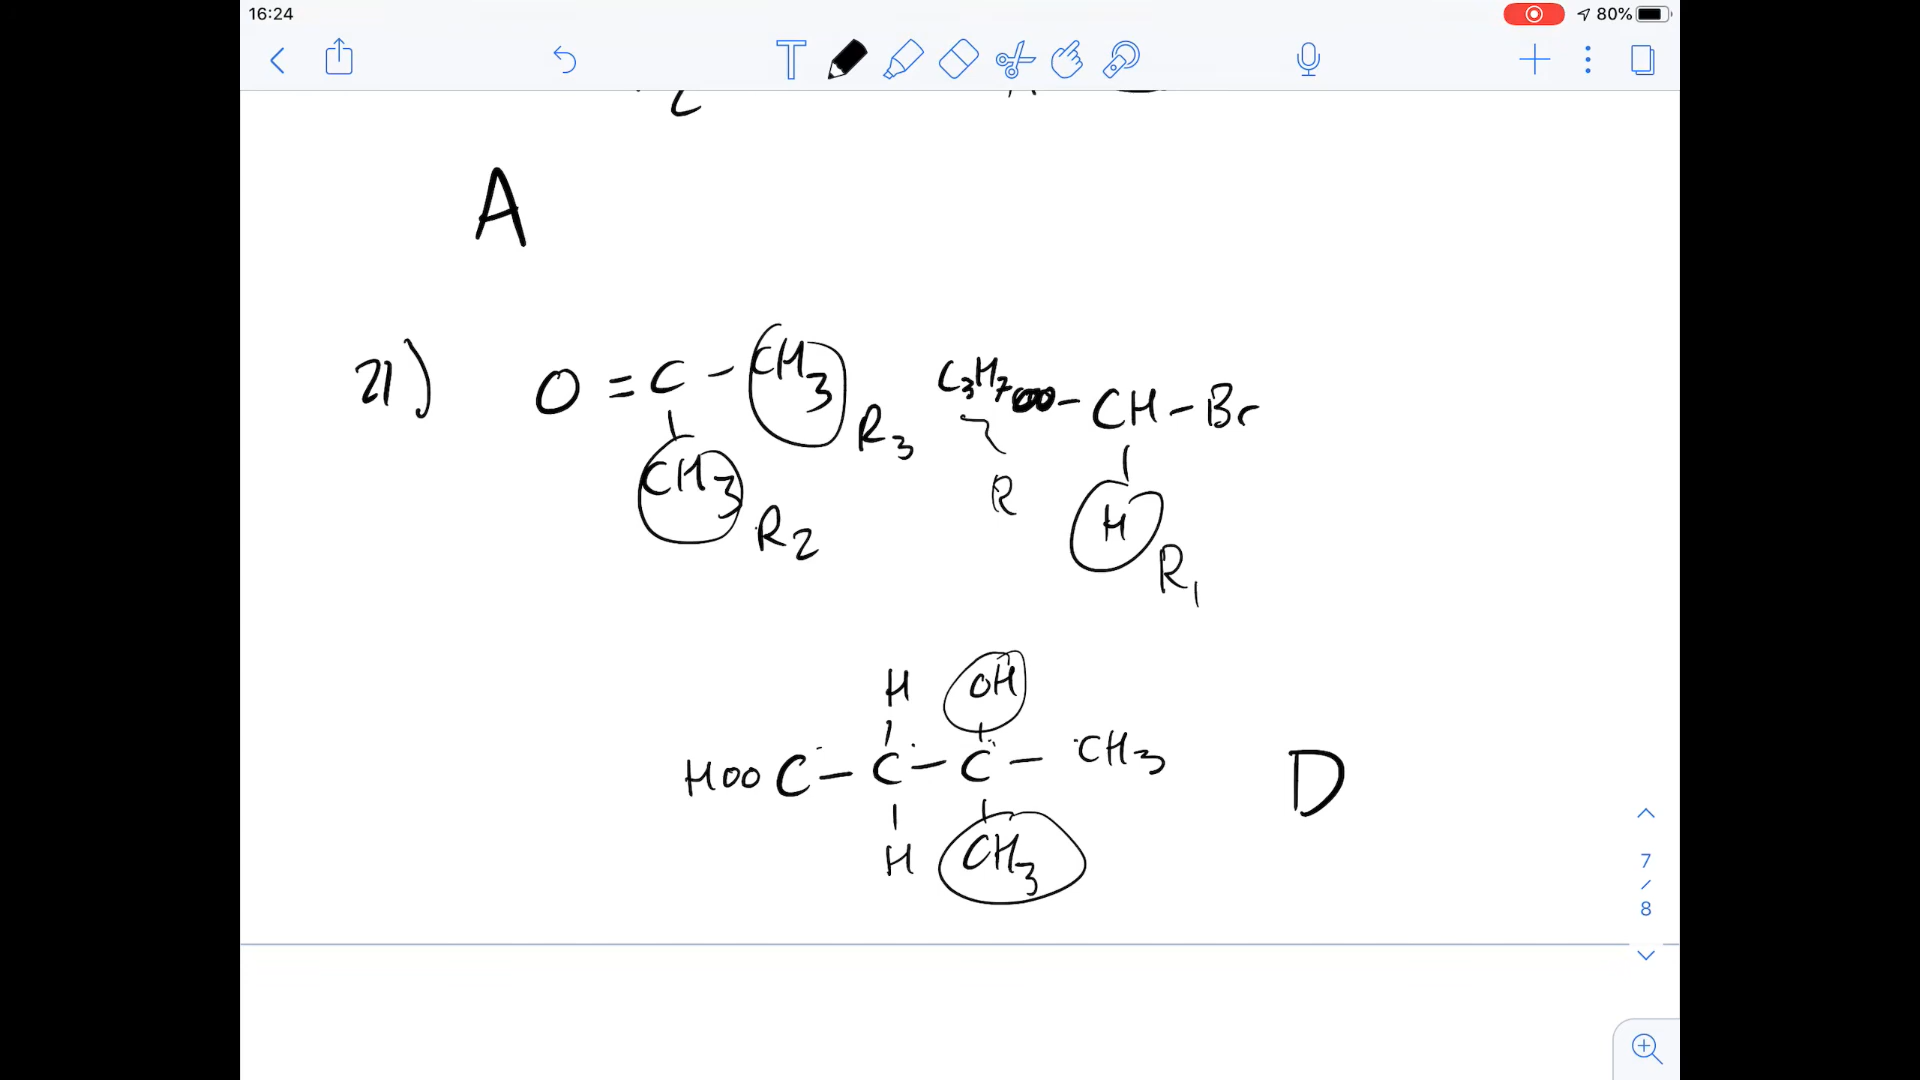 16:24
80%
A
21) O = C - CH3 R3 C3H7 - CH - Br
CH3 R2 R H R1
H OH
HOOC - C - C - CH3 D
H CH3
7
/
8